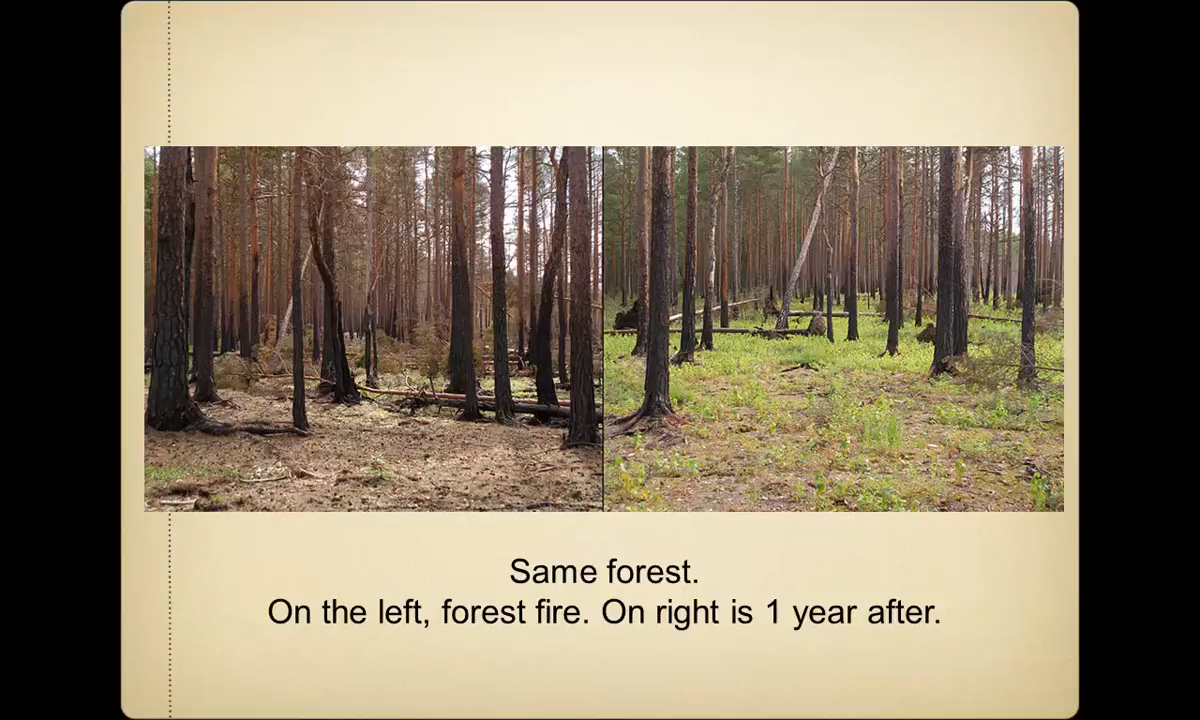 Same forest.
On the left, forest fire. On right is 1 year after.